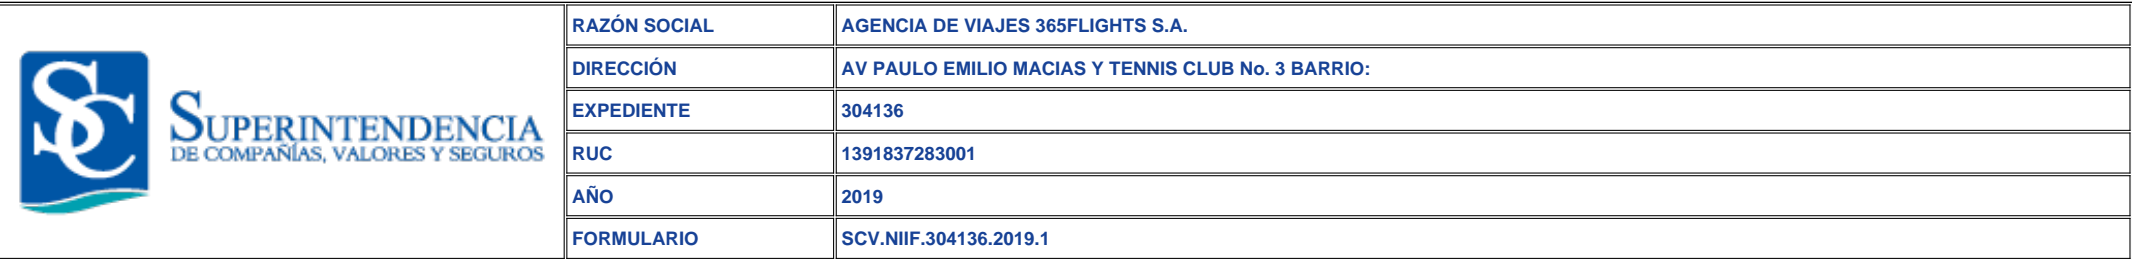 SC
SUPERINTENDENCIA
DE COMPAÑÍAS, VALORES Y SEGUROS
RAZÓN SOCIAL AGENCIA DE VIAJES 365FLIGHTS S.A.
DIRECCIÓN AV PAULO EMILIO MACIAS Y TENNIS CLUB No. 3 BARRIO:
EXPEDIENTE 304136
RUC 1391837283001
AÑO 2019
FORMULARIO SCV.NIIF.304136.2019.1